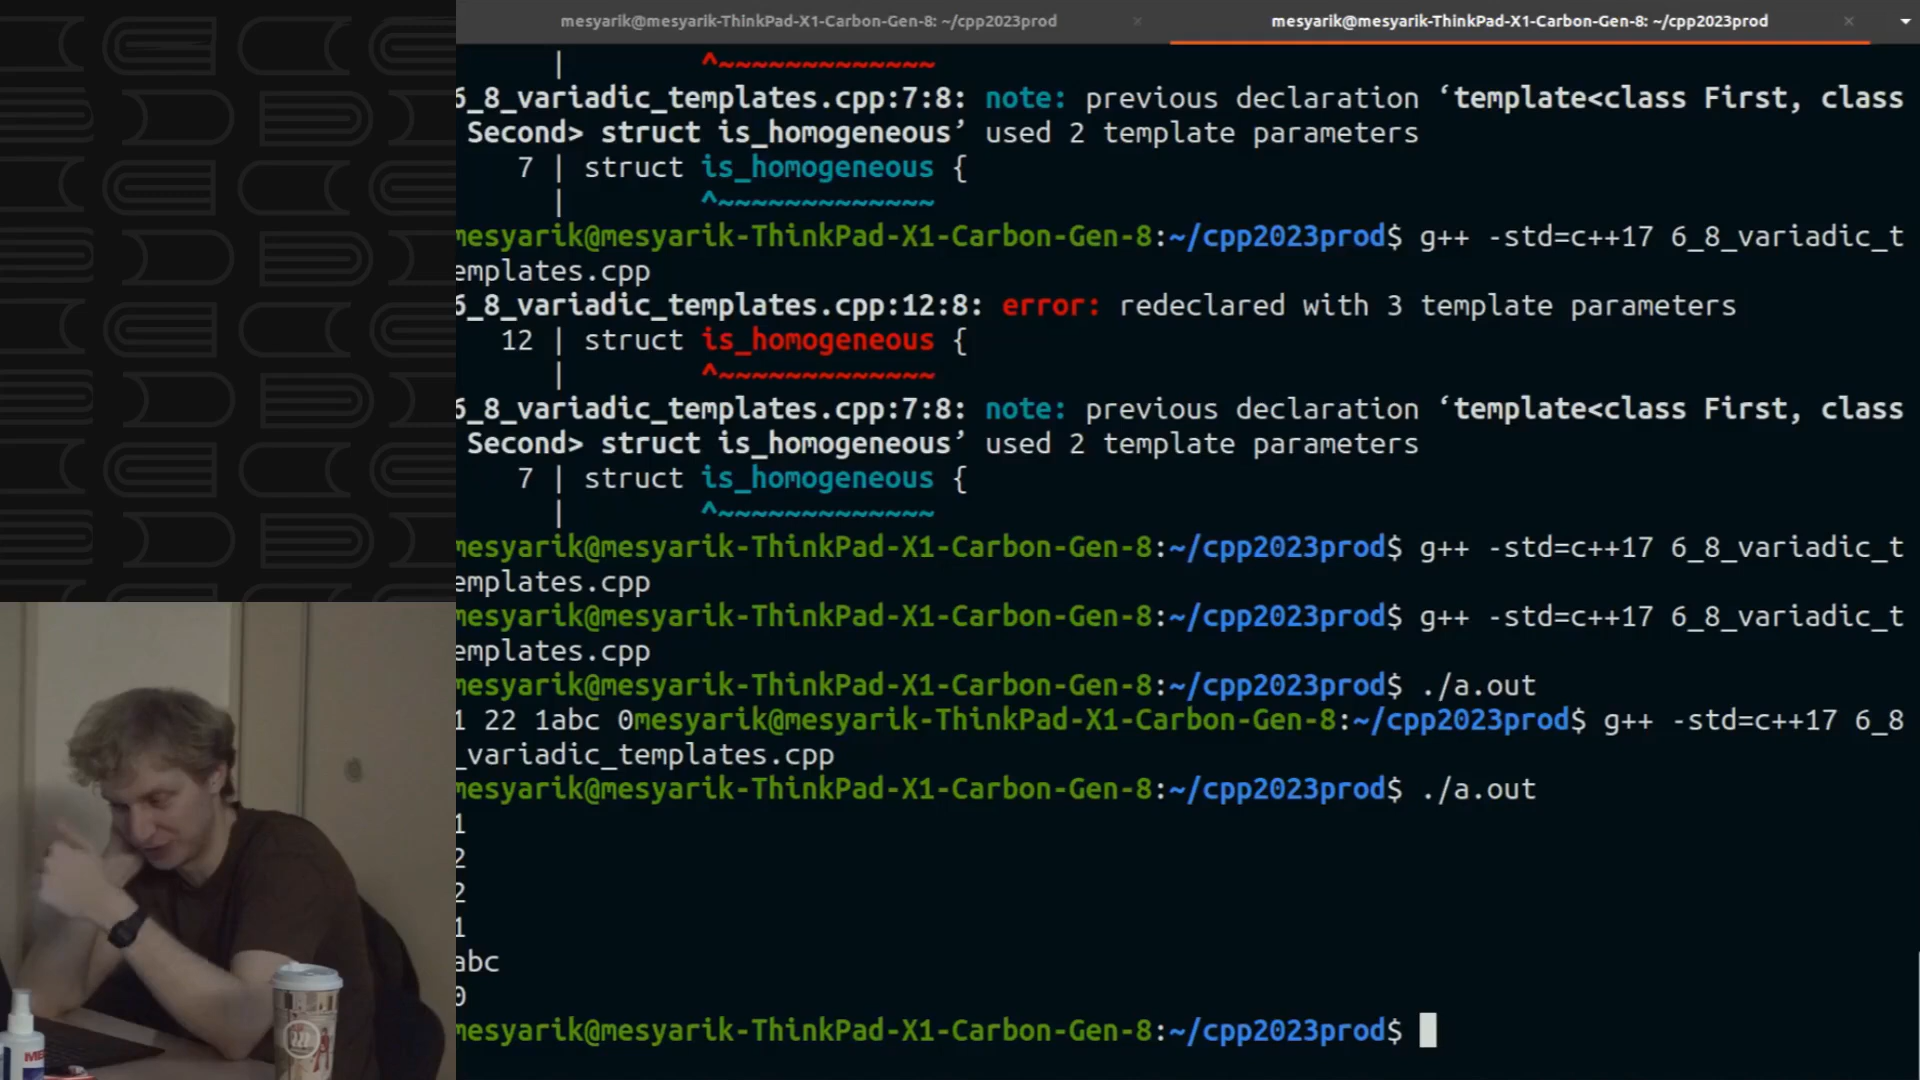 mesyarik@mesyarik-ThinkPad-X1-Carbon-Gen-8: ~/cpp2023prod × mesyarik@mesyarik-ThinkPad-X1-Carbon-Gen-8: ~/cpp2023prod ×
| ^~~~~~~~~~~~~~
6_8_variadic_templates.cpp:7:8: note: previous declaration ‘template<class First, class
Second> struct is_homogeneous’ used 2 template parameters
7 | struct is_homogeneous {
| ^~~~~~~~~~~~~~
mesyarik@mesyarik-ThinkPad-X1-Carbon-Gen-8:~/cpp2023prod$ g++ -std=c++17 6_8_variadic_t
emplates.cpp
6_8_variadic_templates.cpp:12:8: error: redeclared with 3 template parameters
12 | struct is_homogeneous {
| ^~~~~~~~~~~~~~
6_8_variadic_templates.cpp:7:8: note: previous declaration ‘template<class First, class
Second> struct is_homogeneous’ used 2 template parameters
7 | struct is_homogeneous {
| ^~~~~~~~~~~~~~
mesyarik@mesyarik-ThinkPad-X1-Carbon-Gen-8:~/cpp2023prod$ g++ -std=c++17 6_8_variadic_t
emplates.cpp
mesyarik@mesyarik-ThinkPad-X1-Carbon-Gen-8:~/cpp2023prod$ g++ -std=c++17 6_8_variadic_t
emplates.cpp
mesyarik@mesyarik-ThinkPad-X1-Carbon-Gen-8:~/cpp2023prod$ ./a.out
1 22 1abc 0mesyarik@mesyarik-ThinkPad-X1-Carbon-Gen-8:~/cpp2023prod$ g++ -std=c++17 6_8
_variadic_templates.cpp
mesyarik@mesyarik-ThinkPad-X1-Carbon-Gen-8:~/cpp2023prod$ ./a.out
1
2
2
1
abc
0
mesyarik@mesyarik-ThinkPad-X1-Carbon-Gen-8:~/cpp2023prod$